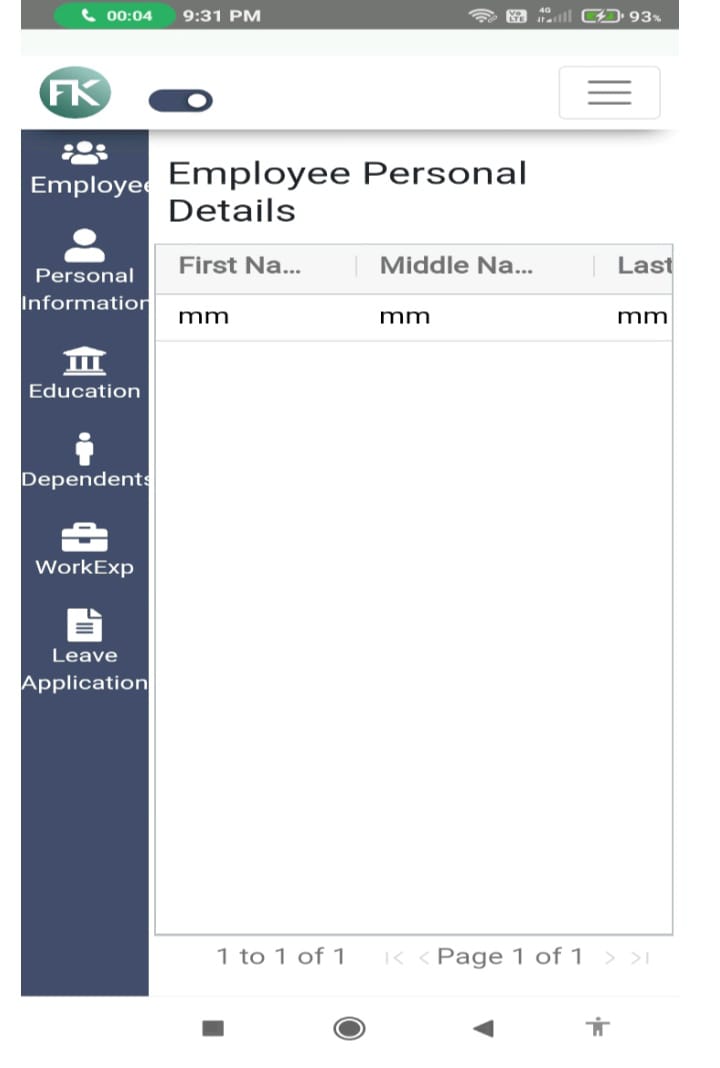 00:04 9:31 PM 4G 93%
FK
Employee Personal
Details
Employee
Personal
Information
Education
Dependents
WorkExp
Leave
Application
First Na... Middle Na... Last
mm mm mm
1 to 1 of 1 Page 1 of 1